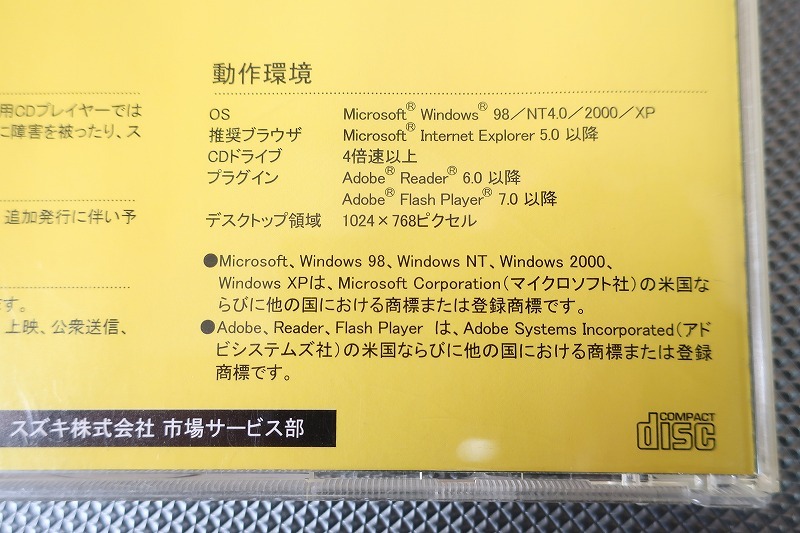 用CDプレイヤーでは
に障害を被ったり、ス
追加発行に伴い予
す。
上映、公衆送信、
動作環境
OS Microsoft® Windows® 98／NT4.0／2000／XP
推奨ブラウザ Microsoft® Internet Explorer 5.0 以降
CDドライブ 4倍速以上
プラグイン Adobe® Reader® 6.0 以降
Adobe® Flash Player® 7.0 以降
デスクトップ領域 1024×768ピクセル
●Microsoft、Windows 98、Windows NT、Windows 2000、
Windows XPは、Microsoft Corporation（マイクロソフト社）の米国な
らびに他の国における商標または登録商標です。
●Adobe、Reader、Flash Player は、Adobe Systems Incorporated（アド
ビシステムズ社）の米国ならびに他の国における商標または登録
商標です。
スズキ株式会社 市場サービス部
COMPACT
disc